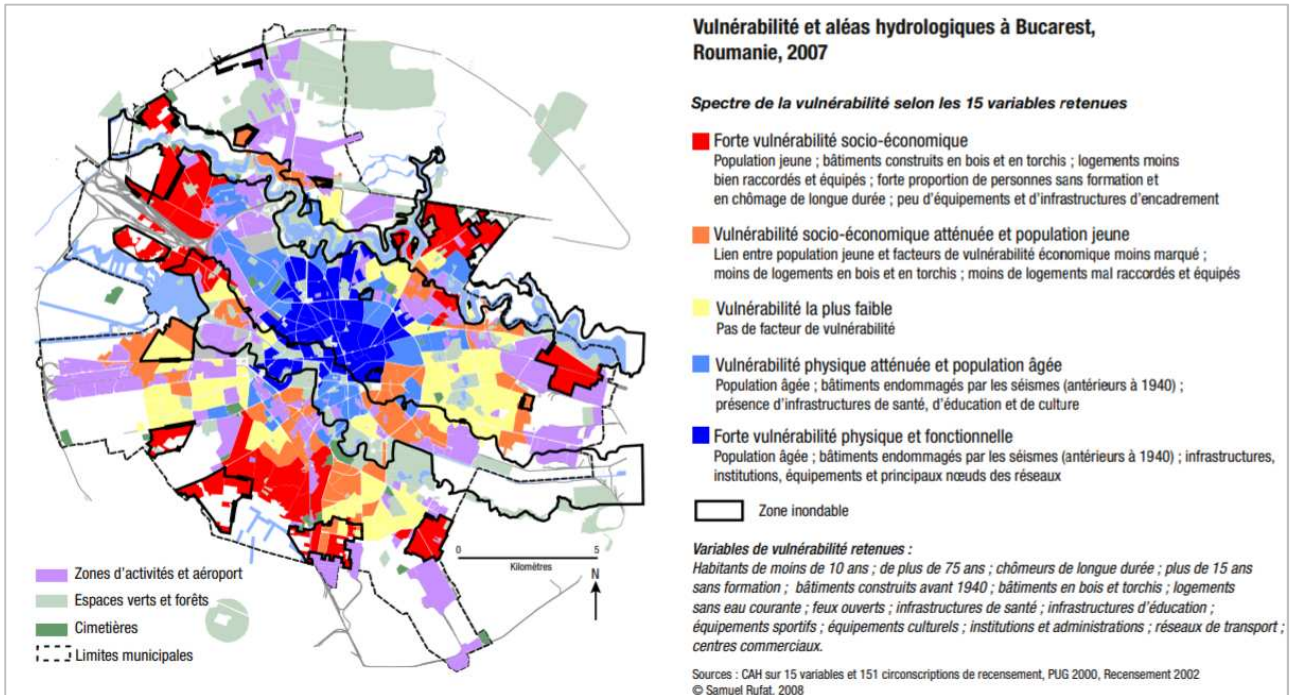 Vulnérabilité et aléas hydrologiques à Bucarest,
Roumanie, 2007
Spectre de la vulnérabilité selon les 15 variables retenues
Forte vulnérabilité socio-économique
Population jeune ; bâtiments construits en bois et en torchis ; logements moins
bien raccordés et équipés ; forte proportion de personnes sans formation et
en chômage de longue durée ; peu d'équipements et d'infrastructures d'encadrement
Vulnérabilité socio-économique atténuée et population jeune
Lien entre population jeune et facteurs de vulnérabilité économique moins marqué ;
moins de logements en bois et en torchis ; moins de logements mal raccordés et équipés
Vulnérabilité la plus faible
Pas de facteur de vulnérabilité
Vulnérabilité physique atténuée et population âgée
Population âgée ; bâtiments endommagés par les séismes (antérieurs à 1940) ;
présence d'infrastructures de santé, d'éducation et de culture
Forte vulnérabilité physique et fonctionnelle
Population âgée ; bâtiments endommagés par les séismes (antérieurs à 1940) ; infrastructures,
institutions, équipements et principaux nœuds des réseaux
Zone inondable
Variables de vulnérabilité retenues :
Habitants de moins de 10 ans ; de plus de 75 ans ; chômeurs de longue durée ; plus de 15 ans
sans formation ; bâtiments construits avant 1940 ; bâtiments en bois et torchis ; logements
sans eau courante ; feux ouverts ; infrastructures de santé ; infrastructures d'éducation ;
équipements sportifs ; équipements culturels ; institutions et administrations ; réseaux de transport ;
centres commerciaux.
Sources : CAH sur 15 variables et 151 circonscriptions de recensement, PUG 2000, Recensement 2002
© Samuel Rufat, 2008
0 5
Kilomètres
N
Zones d'activités et aéroport
Espaces verts et forêts
Cimetières
Limites municipales